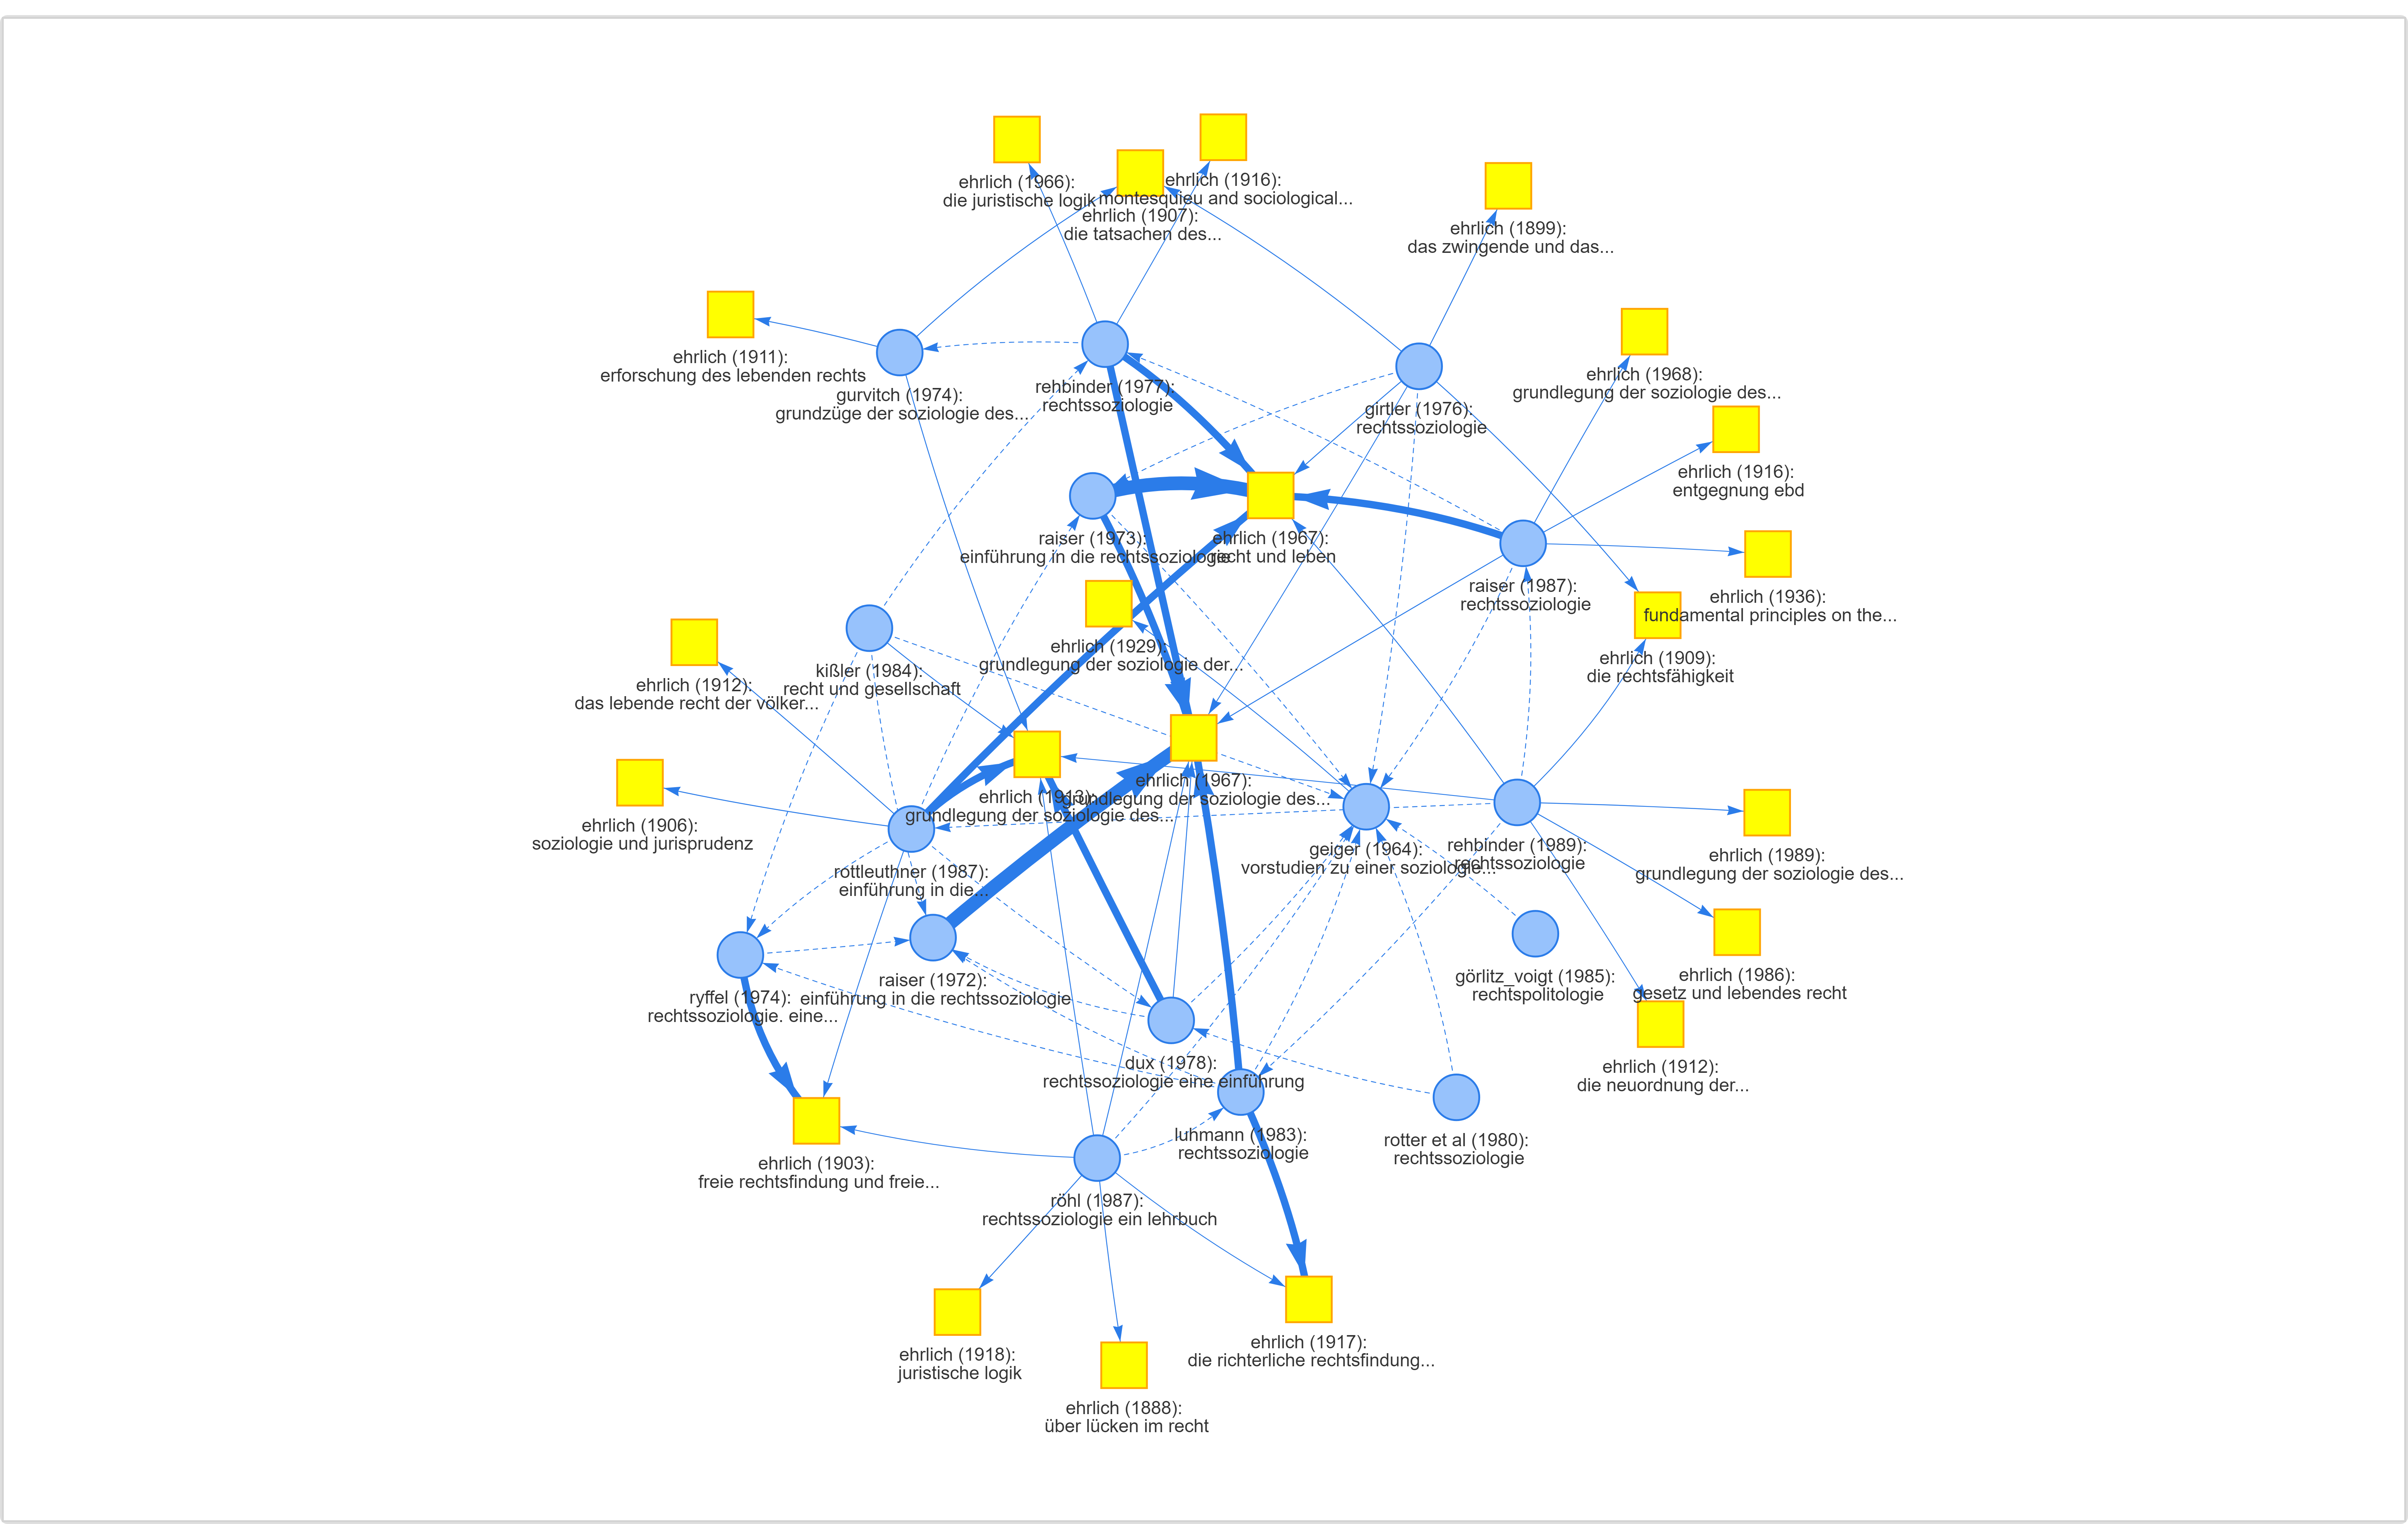 ehrlich (1966):
die juristische logik
ehrlich (1916):
montesquieu and sociological...
ehrlich (1907):
die tatsachen des...
ehrlich (1899):
das zwingende und das...
ehrlich (1911):
erforschung des lebenden rechts
gurvitch (1974):
grundzüge der soziologie des...
rehbinder (1977):
rechtssoziologie
girtler (1976):
rechtssoziologie
ehrlich (1968):
grundlegung der soziologie des...
ehrlich (1916):
entgegnung ebd
raiser (1973):
einführung in die rechtssoziologie
ehrlich (1967):
recht und leben
raiser (1987):
rechtssoziologie
ehrlich (1936):
fundamental principles on the...
ehrlich (1929):
grundlegung der soziologie der...
ehrlich (1909):
die rechtsfähigkeit
kißler (1984):
recht und gesellschaft
ehrlich (1912):
das lebende recht der völker...
ehrlich (1967):
grundlegung der soziologie des...
ehrlich (1913):
grundlegung der soziologie des...
ehrlich (1906):
soziologie und jurisprudenz
rottleuthner (1987):
einführung in die...
geiger (1964):
vorstudien zu einer soziologie...
rehbinder (1989):
rechtssoziologie
ehrlich (1989):
grundlegung der soziologie des...
raiser (1972):
einführung in die rechtssoziologie
ryffel (1974):
rechtssoziologie. eine...
görlitz_voigt (1985):
rechtspolitologie
ehrlich (1986):
gesetz und lebendes recht
dux (1978):
rechtssoziologie eine einführung
ehrlich (1912):
die neuordnung der...
luhmann (1983):
rechtssoziologie
rotter et al (1980):
rechtssoziologie
ehrlich (1903):
freie rechtsfindung und freie...
röhl (1987):
rechtssoziologie ein lehrbuch
ehrlich (1918):
juristische logik
ehrlich (1917):
die richterliche rechtsfindung...
ehrlich (1888):
über lücken im recht